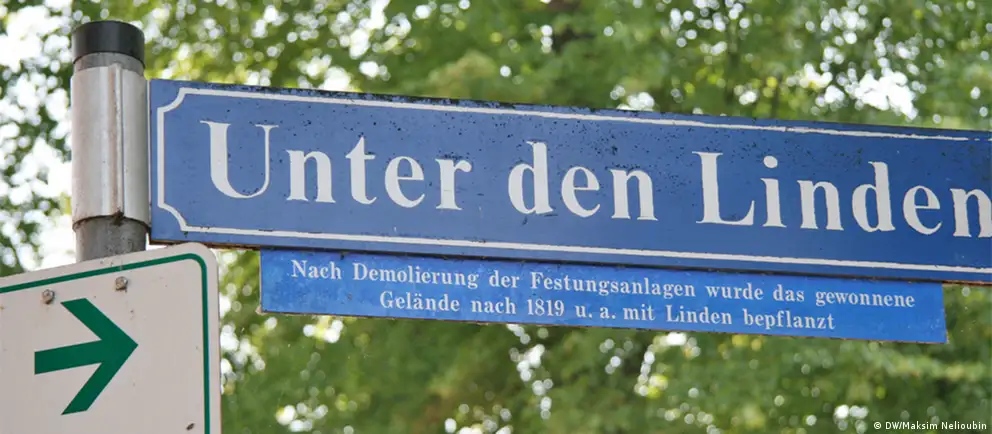 Unter den Linden
Nach Demolierung der Festungsanlagen wurde das gewonnene
Gelände nach 1819 u. a. mit Linden bepflanzt
© DW/Maksim Nelioubin